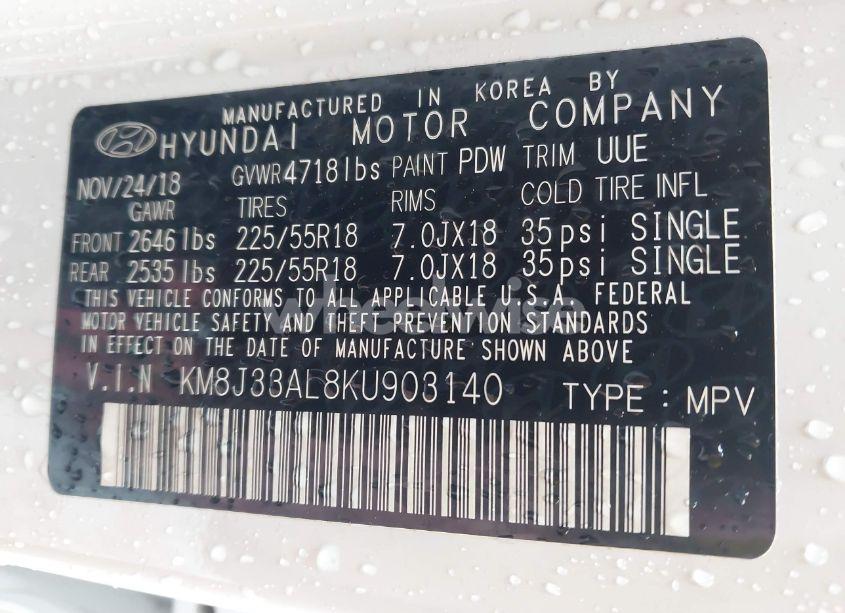 MANUFACTURED IN KOREA BY
HYUNDAI MOTOR COMPANY
NOV/24/18 GVWR4718lbs PAINT PDW TRIM UUE
GAWR TIRES RIMS COLD TIRE INFL
FRONT 2646 lbs 225/55R18 7.0JX18 35psi SINGLE
REAR 2535 lbs 225/55R18 7.0JX18 35psi SINGLE
THIS VEHICLE CONFORMS TO ALL APPLICABLE U.S.A. FEDERAL
MOTOR VEHICLE SAFETY AND THEFT PREVENTION STANDARDS
IN EFFECT ON THE DATE OF MANUFACTURE SHOWN ABOVE
V.I.N KM8J33AL8KU903140 TYPE : MPV